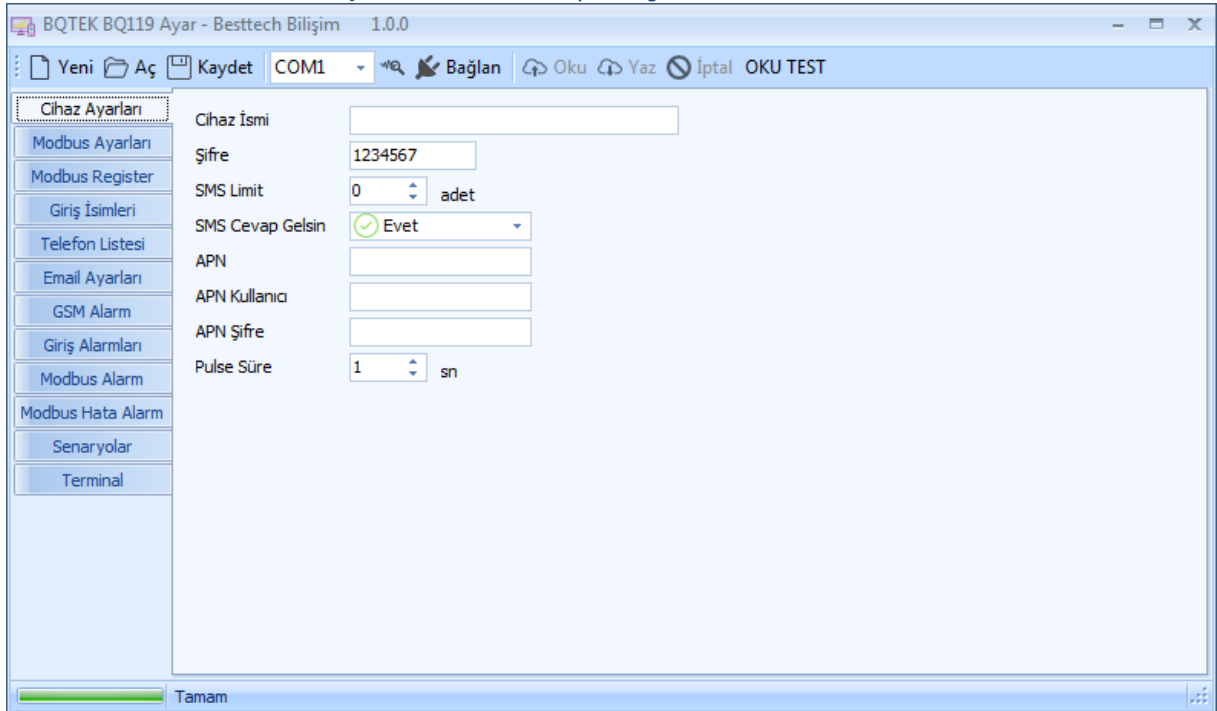 BQTEK BQ119 Ayar - Besttech Bilişim 1.0.0
Yeni Aç Kaydet COM1 Bağlan Oku Yaz İptal OKU TEST
Cihaz Ayarları
Modbus Ayarları
Modbus Register
Giriş İsimleri
Telefon Listesi
Email Ayarları
GSM Alarm
Giriş Alarmları
Modbus Alarm
Modbus Hata Alarm
Senaryolar
Terminal
Cihaz İsmi
Şifre 1234567
SMS Limit 0 adet
SMS Cevap Gelsin Evet
APN
APN Kullanıcı
APN Şifre
Pulse Süre 1 sn
Tamam